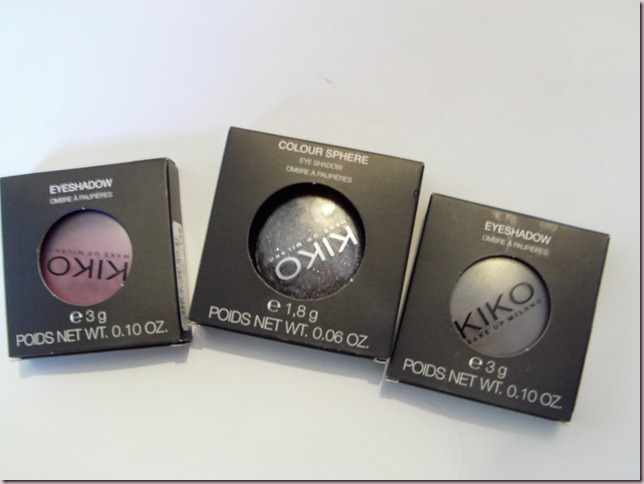 EYESHADOW
OMBRE À PAUPIÈRES
KIKO
MAKE UP MILANO
℮ 3 g
POIDS NET WT. 0.10 OZ.
COLOUR SPHERE
EYE SHADOW
OMBRE À PAUPIÈRES
KIKO
MILANO
℮ 1,8 g
POIDS NET WT. 0.06 OZ.
EYESHADOW
OMBRE À PAUPIÈRES
KIKO
MAKE UP MILANO
℮ 3 g
POIDS NET WT. 0.10 OZ.